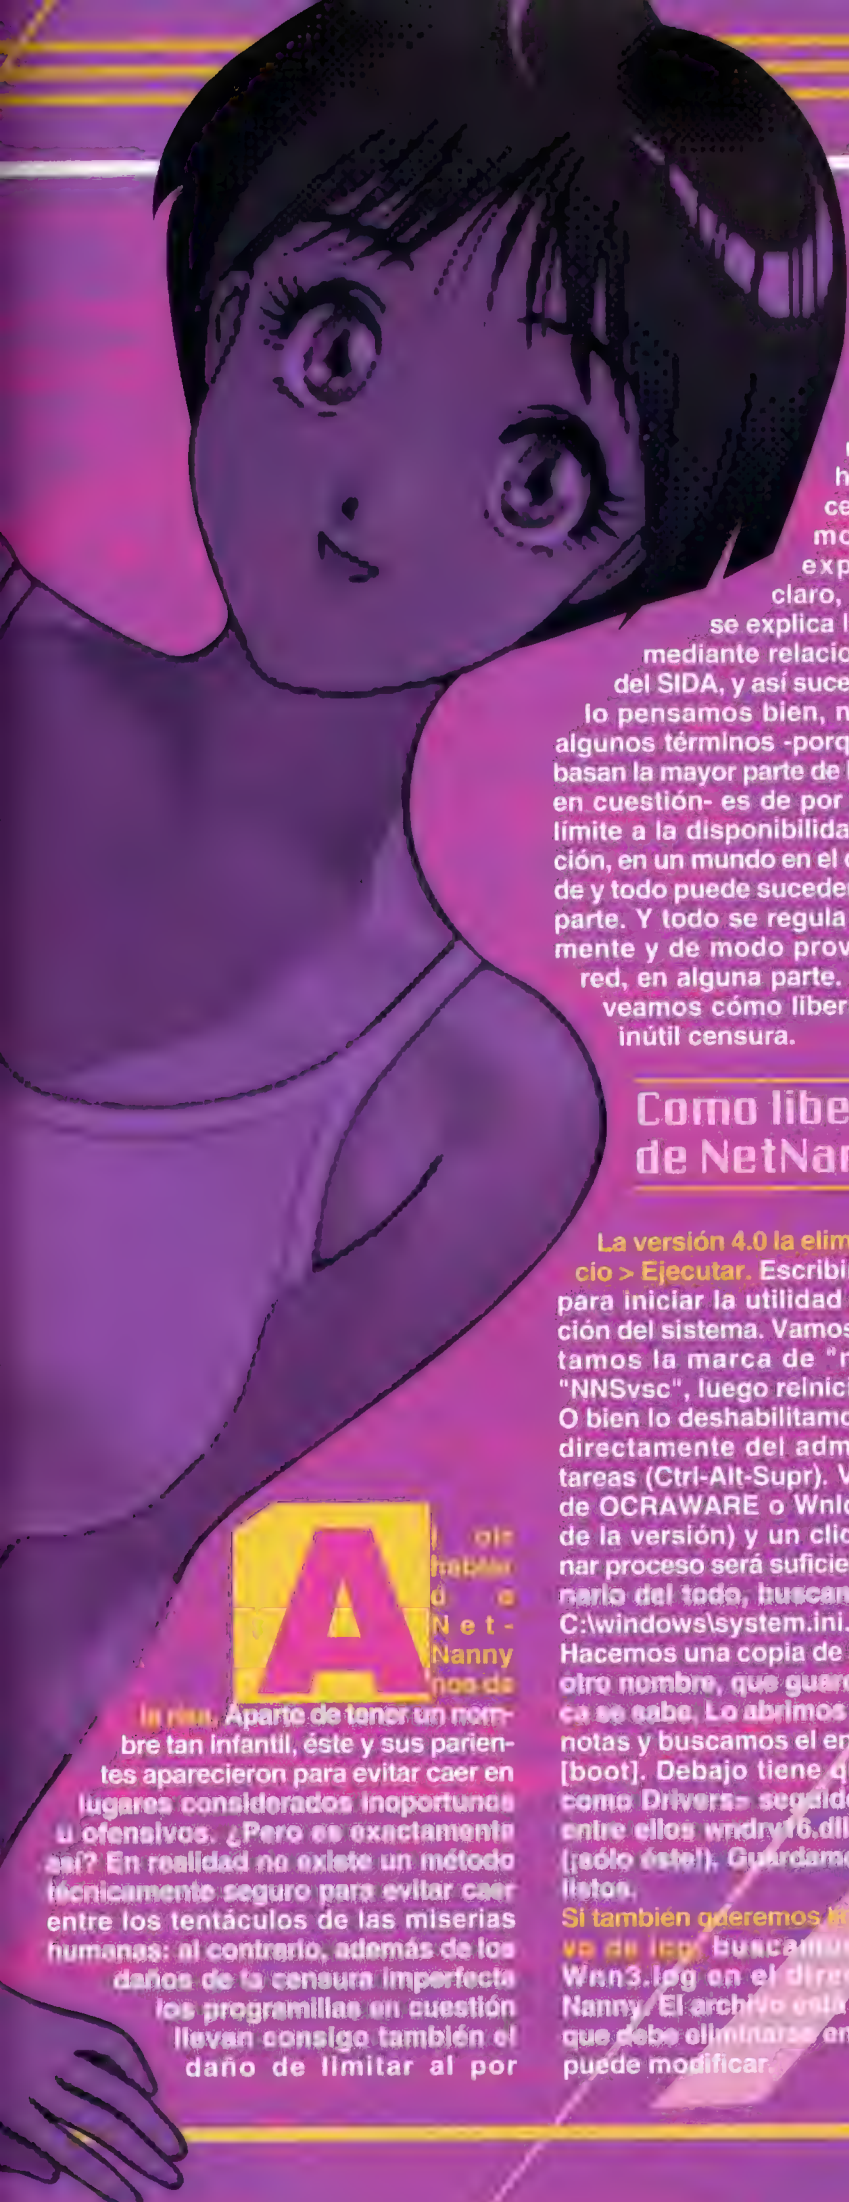 Al oir
hablar
de
Net-
Nanny
nos da
la risa. Aparte de tener un nom-
bre tan infantil, éste y sus parien-
tes aparecieron para evitar caer en
lugares considerados inoportunos
u ofensivos. ¿Pero es exactamente
así? En realidad no existe un método
técnicamente seguro para evitar caer
entre los tentáculos de las miserias
humanas: al contrario, además de los
daños de la censura imperfecta
los programillas en cuestión
llevan consigo también el
daño de limitar al por
h
ce
mo
exp
claro,
se explica l
mediante relacio
del SIDA, y así suce
lo pensamos bien, n
algunos términos -porq
basan la mayor parte de
en cuestión- es de por
límite a la disponibilida
ción, en un mundo en el
de y todo puede suceder
parte. Y todo se regula
mente y de modo prov
red, en alguna parte.
veamos cómo liber
inútil censura.
Como libe
de NetNan
La versión 4.0 la elim
cio > Ejecutar. Escribi
para iniciar la utilidad
ción del sistema. Vamos
tamos la marca de "n
"NNSvsc", luego reinici
O bien lo deshabilitamo
directamente del adm
tareas (Ctrl-Alt-Supr). V
de OCRAWARE o Wnld
de la versión) y un clic
nar proceso será suficie
narlo del todo, buscan
C:\windows\system.ini.
Hacemos una copia de
otro nombre, que guard
ca se sabe. Lo abrimos
notas y buscamos el en
[boot]. Debajo tiene q
como Drivers= seguido
entre ellos wndrv16.dll
(¡sólo éste!). Guardamo
listos.
Si también queremos
vo de log, buscamos
Wnn3.log en el direc
Nanny. El archivo está
que debe eliminarse en
puede modificar.